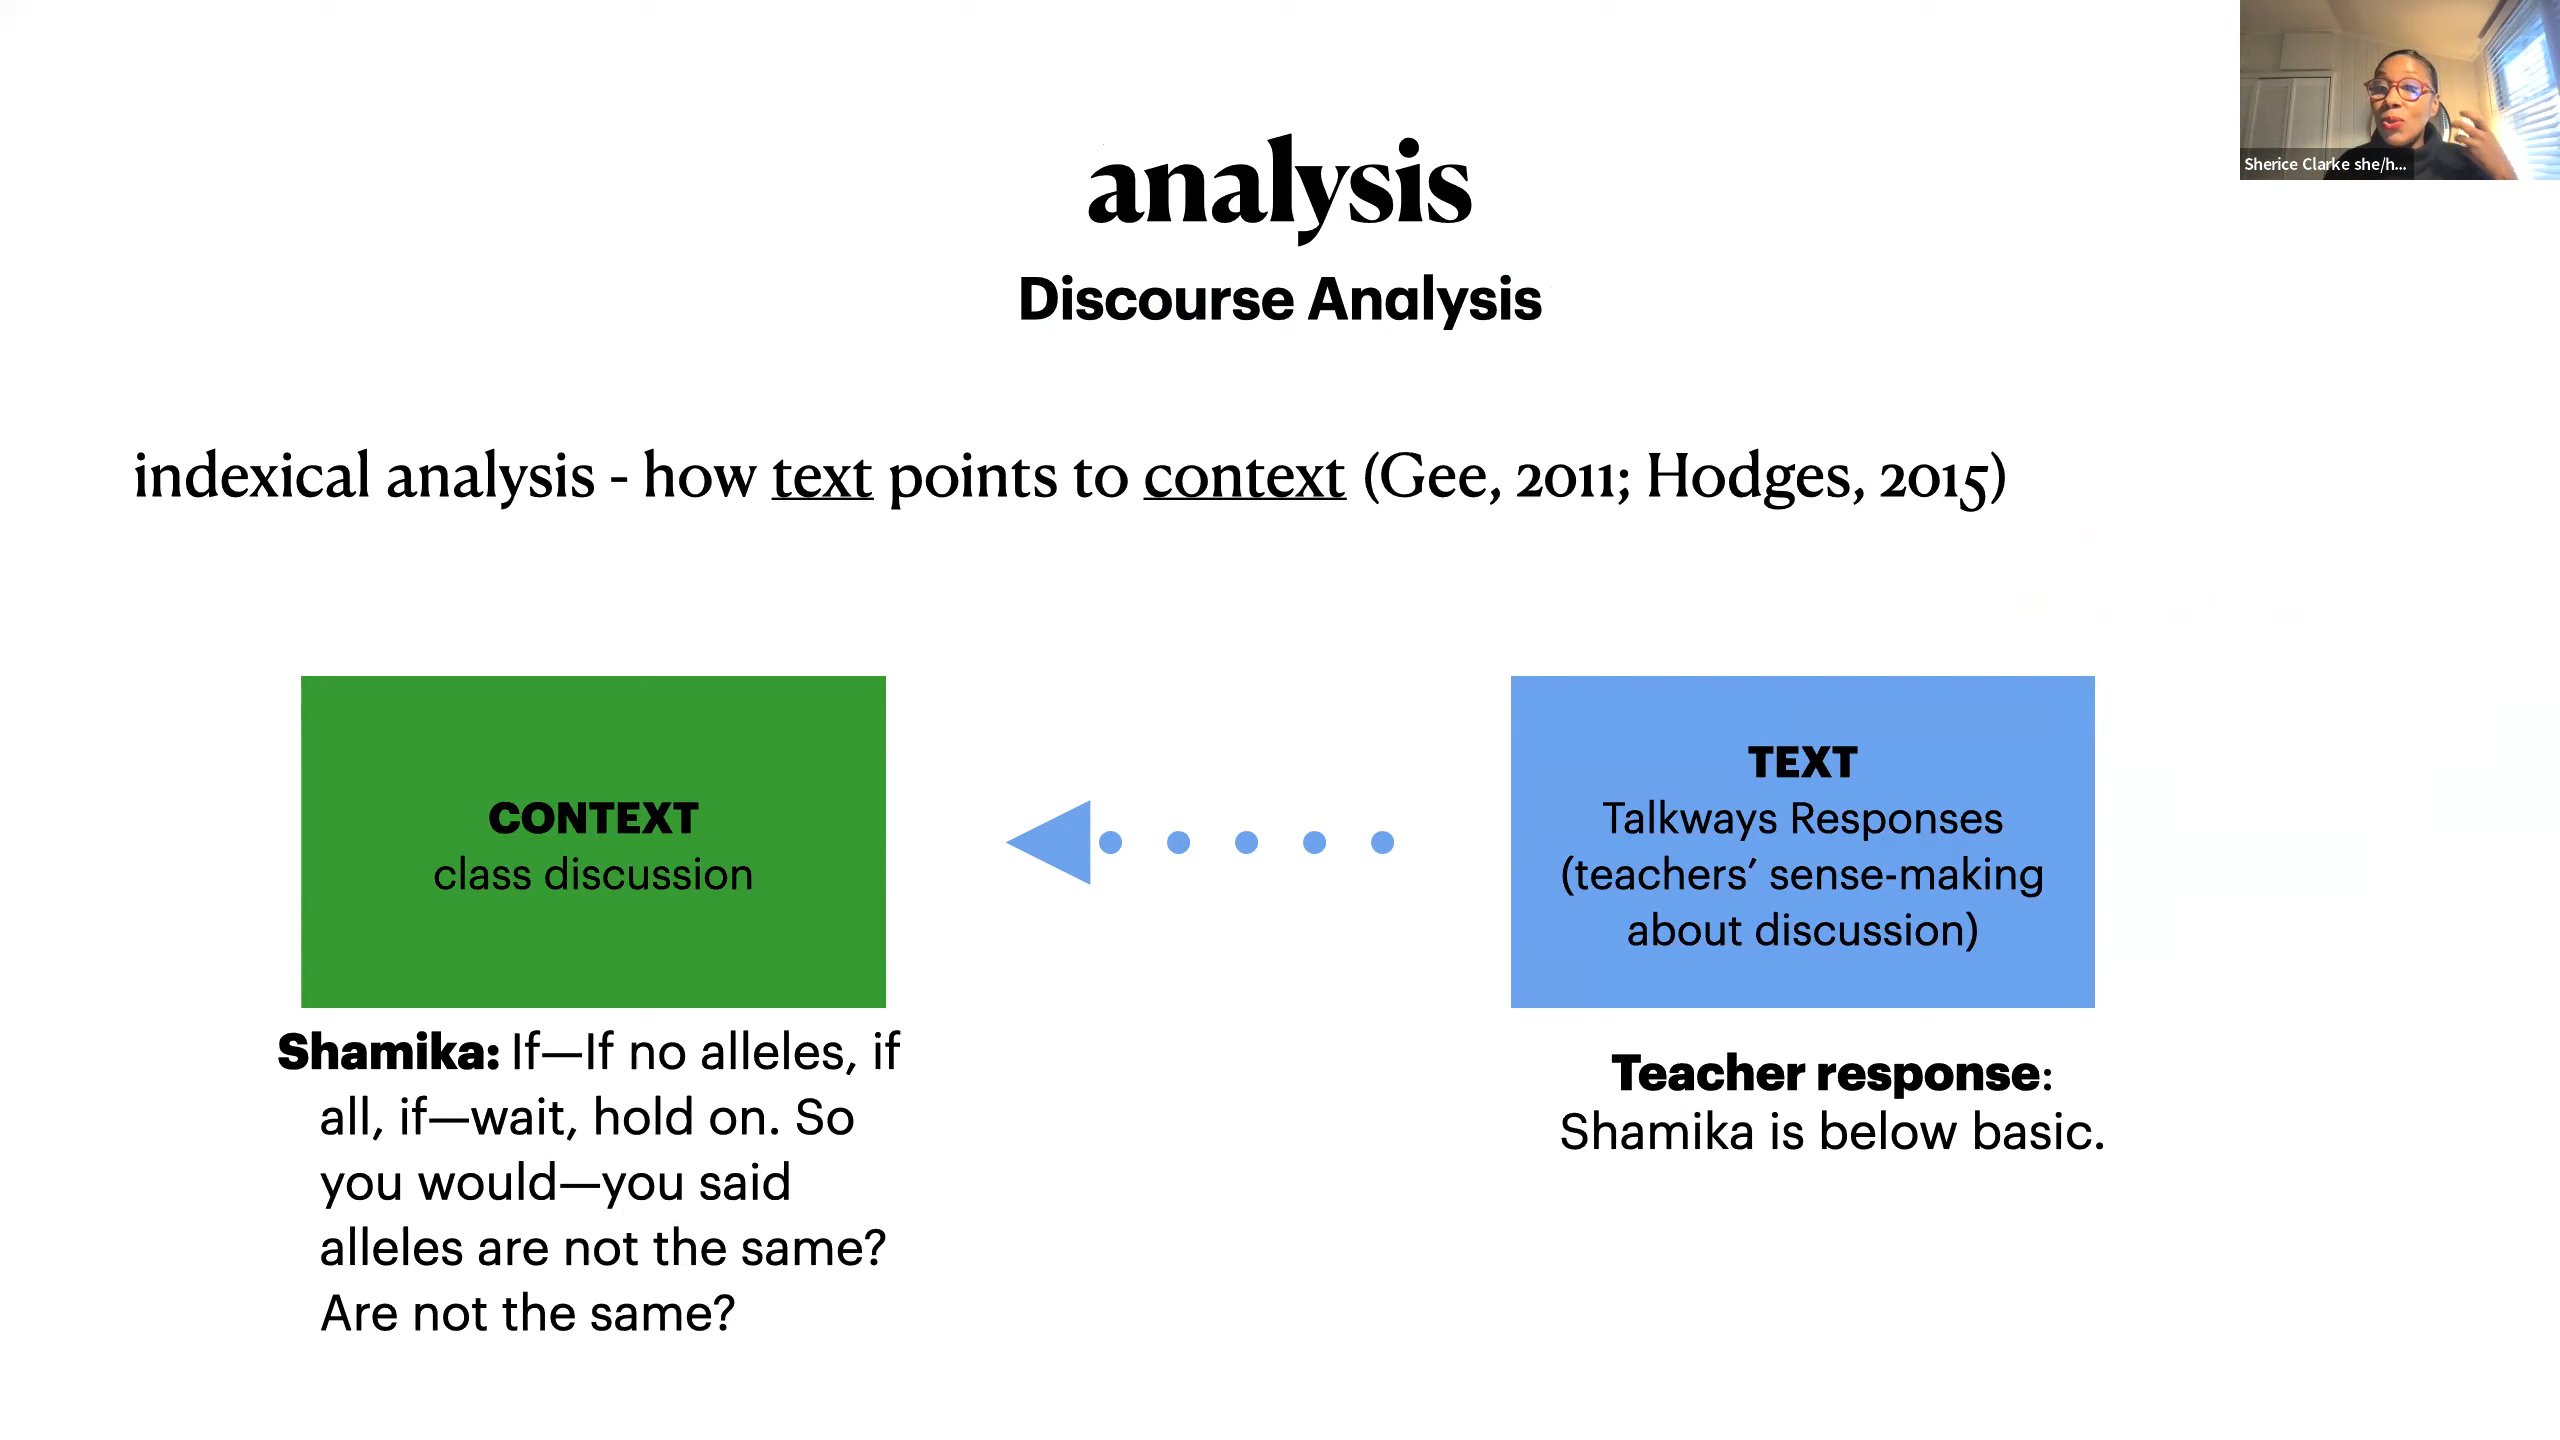 Sherice Clarke she/h...
analysis
Discourse Analysis
indexical analysis - how text points to context (Gee, 2011; Hodges, 2015)
CONTEXT
class discussion
Shamika: If—If no alleles, if
all, if—wait, hold on. So
you would—you said
alleles are not the same?
Are not the same?
TEXT
Talkways Responses
(teachers’ sense-making
about discussion)
Teacher response:
Shamika is below basic.